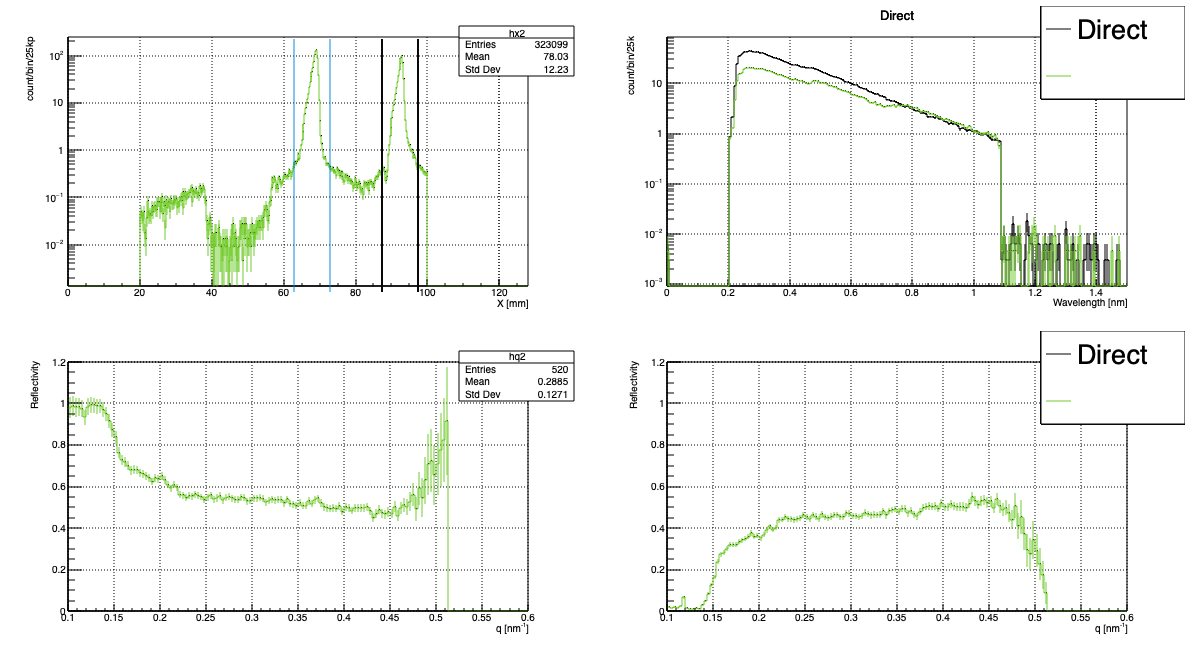 hx2
Entries 323099
Mean 78.03
Std Dev 12.23
count/bin/25kp
10²
10
1
10⁻¹
10⁻²
0 20 40 60 80 100 120
X [mm]
Direct
Direct
count/bin/25k
10
1
10⁻¹
10⁻²
10⁻³
0 0.2 0.4 0.6 0.8 1 1.2 1.4
Wavelength [nm]
hq2
Entries 520
Mean 0.2885
Std Dev 0.1271
Reflectivity
1.2
1
0.8
0.6
0.4
0.2
0
0.1 0.15 0.2 0.25 0.3 0.35 0.4 0.45 0.5 0.55 0.6
q [nm⁻¹]
Direct
Reflectivity
1.2
1
0.8
0.6
0.4
0.2
0
0.1 0.15 0.2 0.25 0.3 0.35 0.4 0.45 0.5 0.55 0.6
q [nm⁻¹]